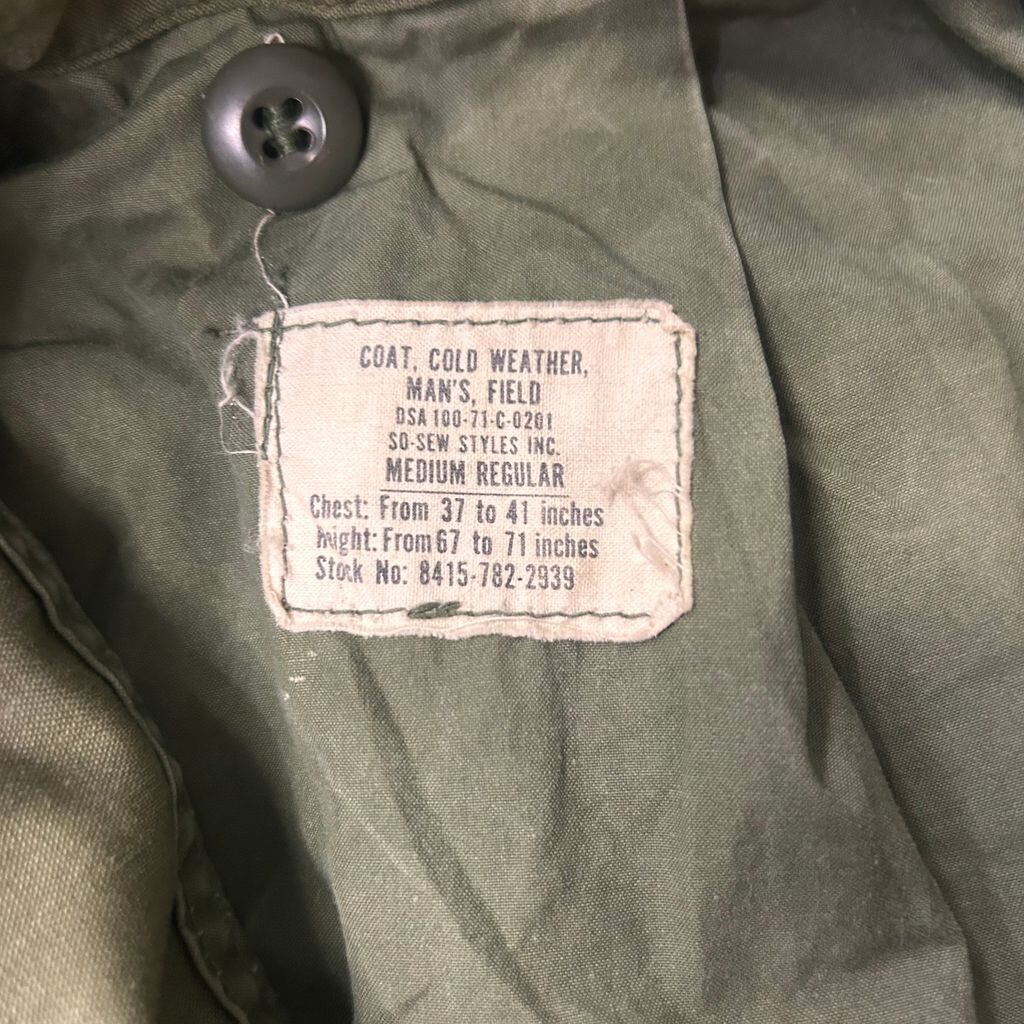 COAT, COLD WEATHER,
MAN'S, FIELD
DSA 100-71-C-0201
SO-SEW STYLES INC.
MEDIUM REGULAR
Chest: From 37 to 41 inches
hight: From 67 to 71 inches
Stock No: 8415-782-2939